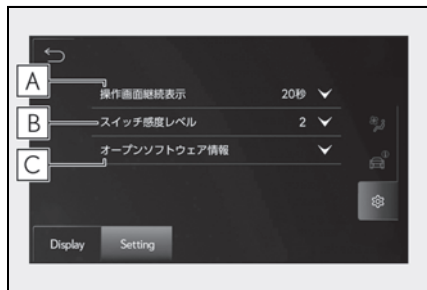 A
操作画面継続表示 20秒
B
スイッチ感度レベル 2
C
オープンソフトウェア情報
Display Setting